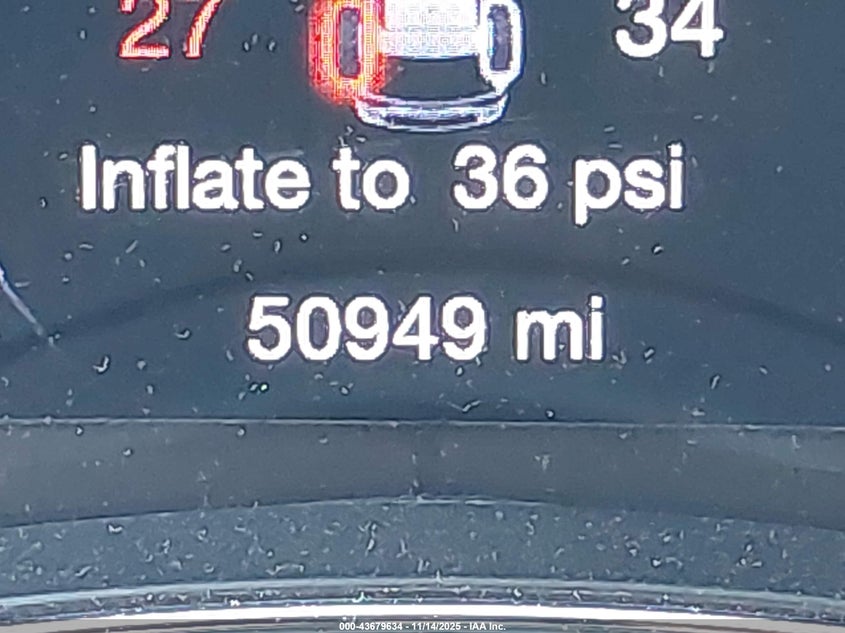 27 34
Inflate to 36 psi
50949 mi
000-43679634 - 11/14/2025 - IAA Inc.